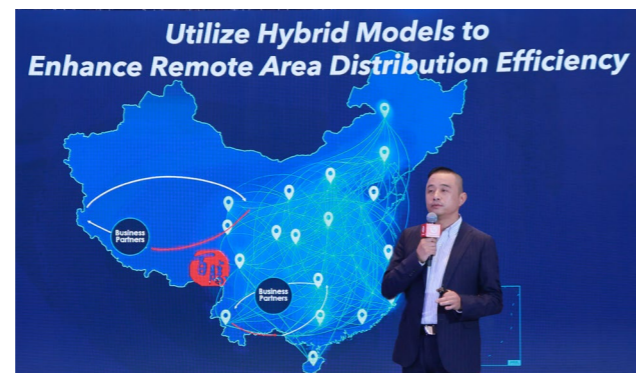 Utilize Hybrid Models to
Enhance Remote Area Distribution Efficiency
Business
Partners
Business
Partners